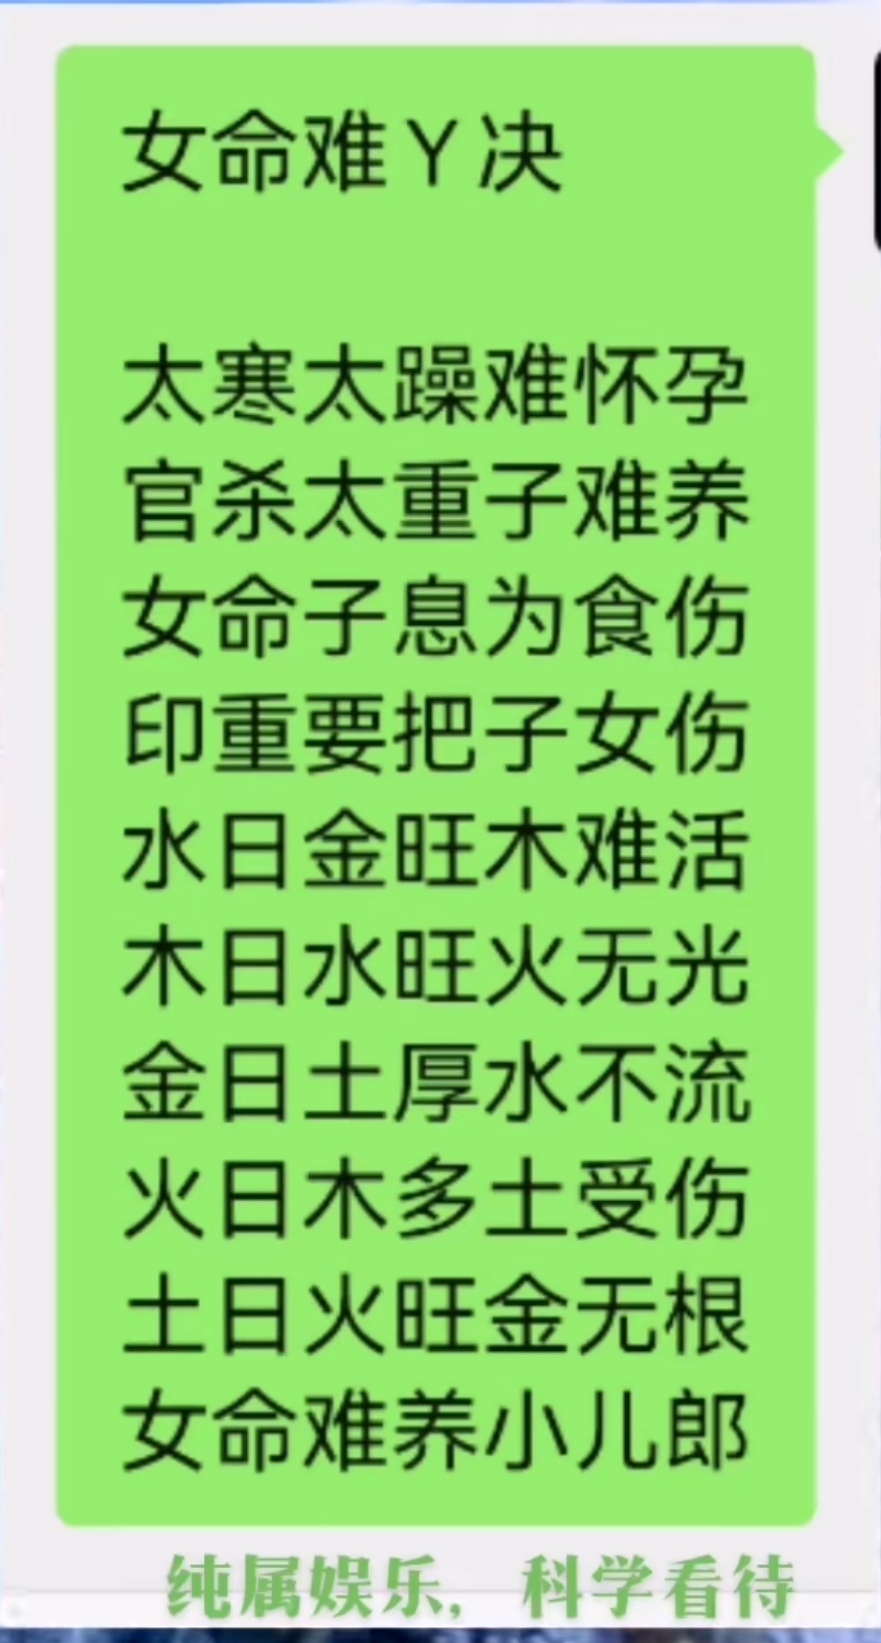 女命难Y决
太寒太躁难怀孕
官杀太重子难养
女命子息为食伤
印重要把子女伤
水日金旺木难活
木日水旺火无光
金日土厚水不流
火日木多土受伤
土日火旺金无根
女命难养小儿郎
纯属娱乐，科学看待